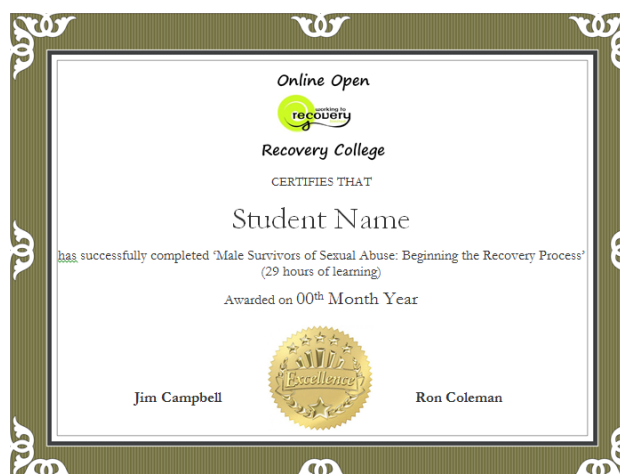 Online Open
working to
recovery
Recovery College
CERTIFIES THAT
Student Name
has successfully completed ‘Male Survivors of Sexual Abuse: Beginning the Recovery Process’
(29 hours of learning)
Awarded on 00th Month Year
Excellence
Jim Campbell
Ron Coleman